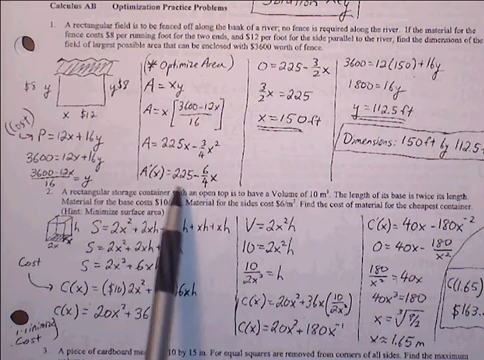 Calculus AB Optimization Practice Problems
Solution Key
1. A rectangular field is to be fenced off along the bank of a river; no fence is required along the river. If the material for the
fence costs $8 per running foot for the two ends, and $12 per foot for the side parallel to the river, find the dimensions of the
field of largest possible area that can be enclosed with $3600 worth of fence.
$8 y
y $8
x $12
(Cost)
P = 12x + 16y
3600 = 12x + 16y
3600 - 12x / 16 = y
(* Optimize Area)
A = xy
A = x [3600 - 12x / 16]
A = 225x - 3/4 x²
A'(x) = 225 - 6/4 x
0 = 225 - 3/2 x
3/2 x = 225
x = 150 ft
3600 = 12(150) + 16y
1800 = 16y
y = 112.5 ft
Dimensions: 150 ft by 112.5
2. A rectangular storage container with an open top is to have a Volume of 10 m³. The length of its base is twice its
Material for the base costs $10 Material for the sides cost $6/m². Find the cost of materials for the cheapest container.
(Hint: Minimize surface area)
h
x
2x
S = 2x² + 2xh + h + xh + xh
S = 2x² + 2xh
S = 2x² + 6x
Cost
C(x) = ($10) 2x² 6xh
C(x) = 20x² + 36
Minimize
Cost
V = 2x²h
10 = 2x²h
10 / 2x² = h
C(x) = 20x² + 36x (10 / 2x²)
C(x) = 20x² + 180x⁻¹
C'(x) = 40x - 180x⁻²
0 = 40x - 180 / x²
180 / x² = 40x
40x³ = 180
x = ∛9/2
x ≈ 1.65 m
C(1.65)
$163.
3. A piece of cardboard 10 by 15 in. For equal squares are removed from corners of all sides. Find the maximum